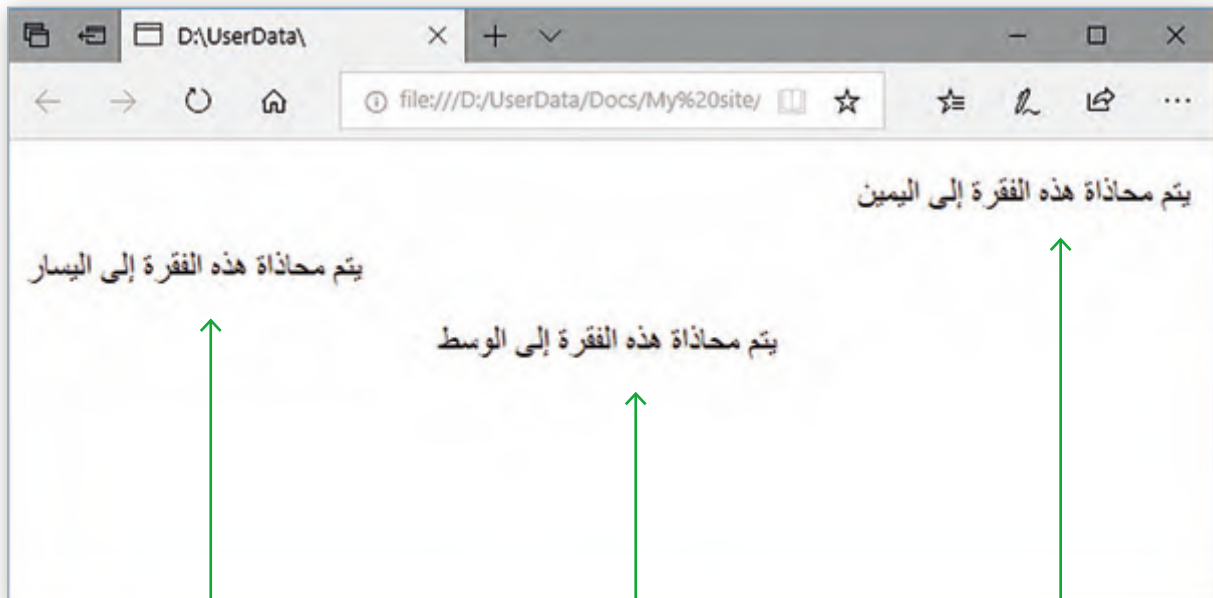 D:\UserData\
file:///D:/UserData/Docs/My%20site/
يتم محاذاة هذه الفقرة إلى اليمين
يتم محاذاة هذه الفقرة إلى اليسار
يتم محاذاة هذه الفقرة إلى الوسط